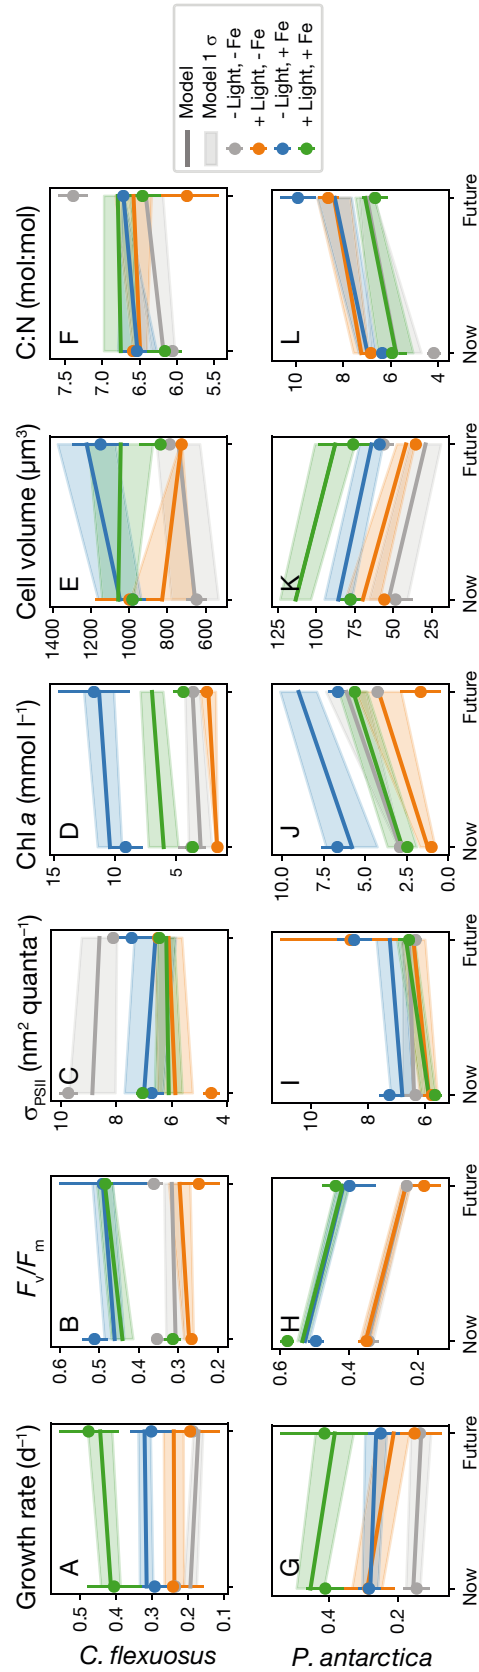 Growth rate (d⁻¹)
Fᵥ/Fₘ
σPSII (nm² quanta⁻¹)
Chl a (mmol l⁻¹)
Cell volume (μm³)
C:N (mol:mol)
C. flexuosus
A
0.5
0.4
0.3
0.2
0.1
B
0.6
0.5
0.4
0.3
0.2
C
10
8
6
4
D
15
10
5
E
1400
1200
1000
800
600
F
7.5
7.0
6.5
6.0
5.5
Model
Model 1 σ
- Light, - Fe
+ Light, - Fe
- Light, + Fe
+ Light, + Fe
P. antarctica
G
0.4
0.2
H
0.6
0.4
0.2
I
10
8
6
J
10.0
7.5
5.0
2.5
0.0
K
125
100
75
50
25
L
10
8
6
4
Now Future
Now Future
Now Future
Now Future
Now Future
Now Future